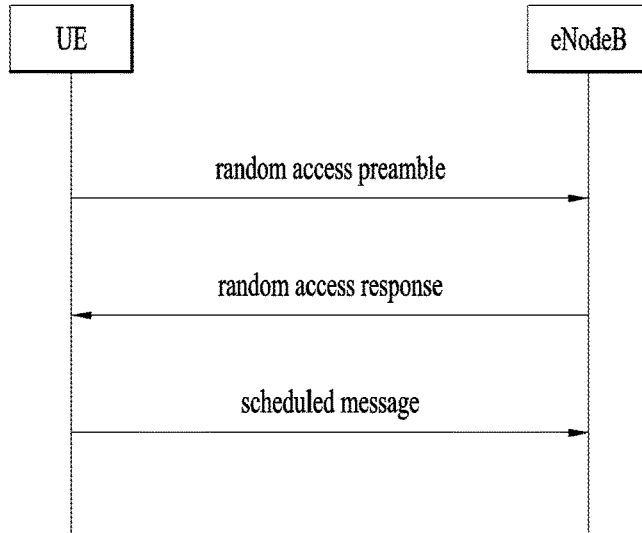 UE
eNodeB
random access preamble
random access response
scheduled message